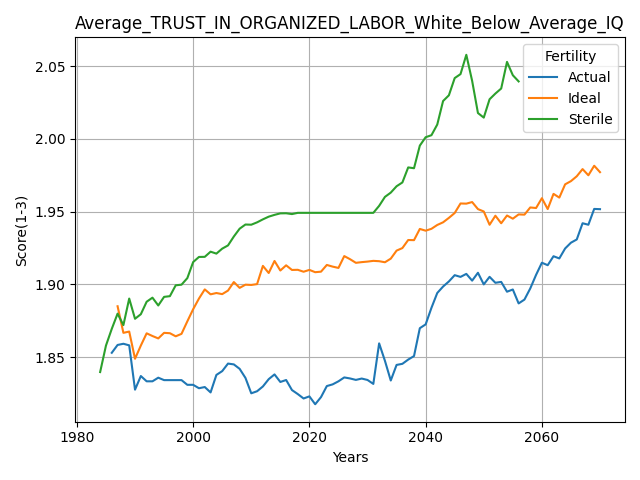 Average_TRUST_IN_ORGANIZED_LABOR_White_Below_Average_IQ
Fertility
Actual
Ideal
Sterile
2.05
2.00
1.95
1.90
1.85
Score(1-3)
1980
2000
2020
2040
2060
Years